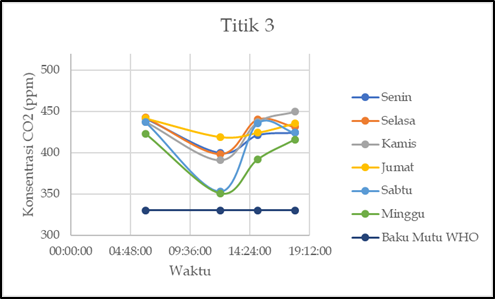 Titik 3
Konsentrasi CO2 (ppm)
500
450
400
350
300
00:00:00 04:48:00 09:36:00 14:24:00 19:12:00
Waktu
Senin
Selasa
Kamis
Jumat
Sabtu
Minggu
Baku Mutu WHO